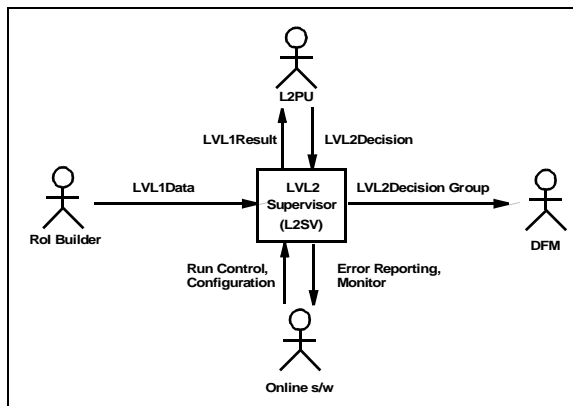 L2PU
LVL1Result
LVL2Decision
LVL1Data
LVL2
Supervisor
(L2SV)
LVL2Decision Group
RoI Builder
DFM
Run Control,
Configuration
Error Reporting,
Monitor
Online s/w